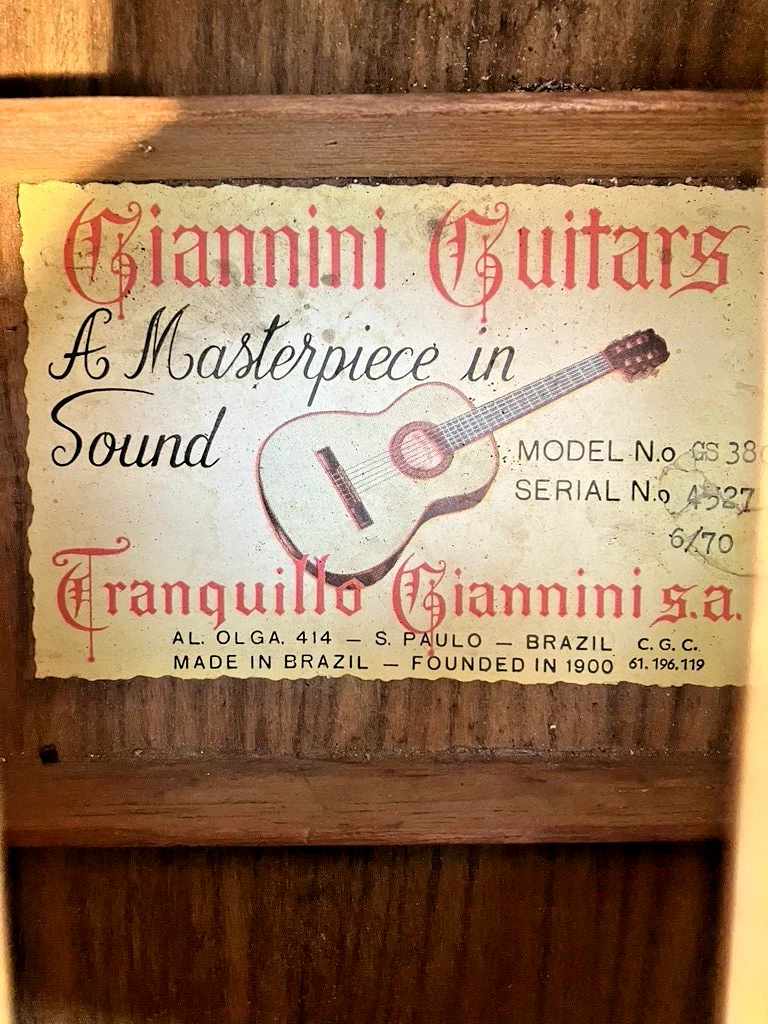 Giannini Guitars
A Masterpiece in
Sound
MODEL N.o GS 380
SERIAL N.o 4527
6/70
Tranquillo Giannini s.a.
AL. OLGA. 414 — S. PAULO — BRAZIL C. G. C.
MADE IN BRAZIL — FOUNDED IN 1900 61.196.119